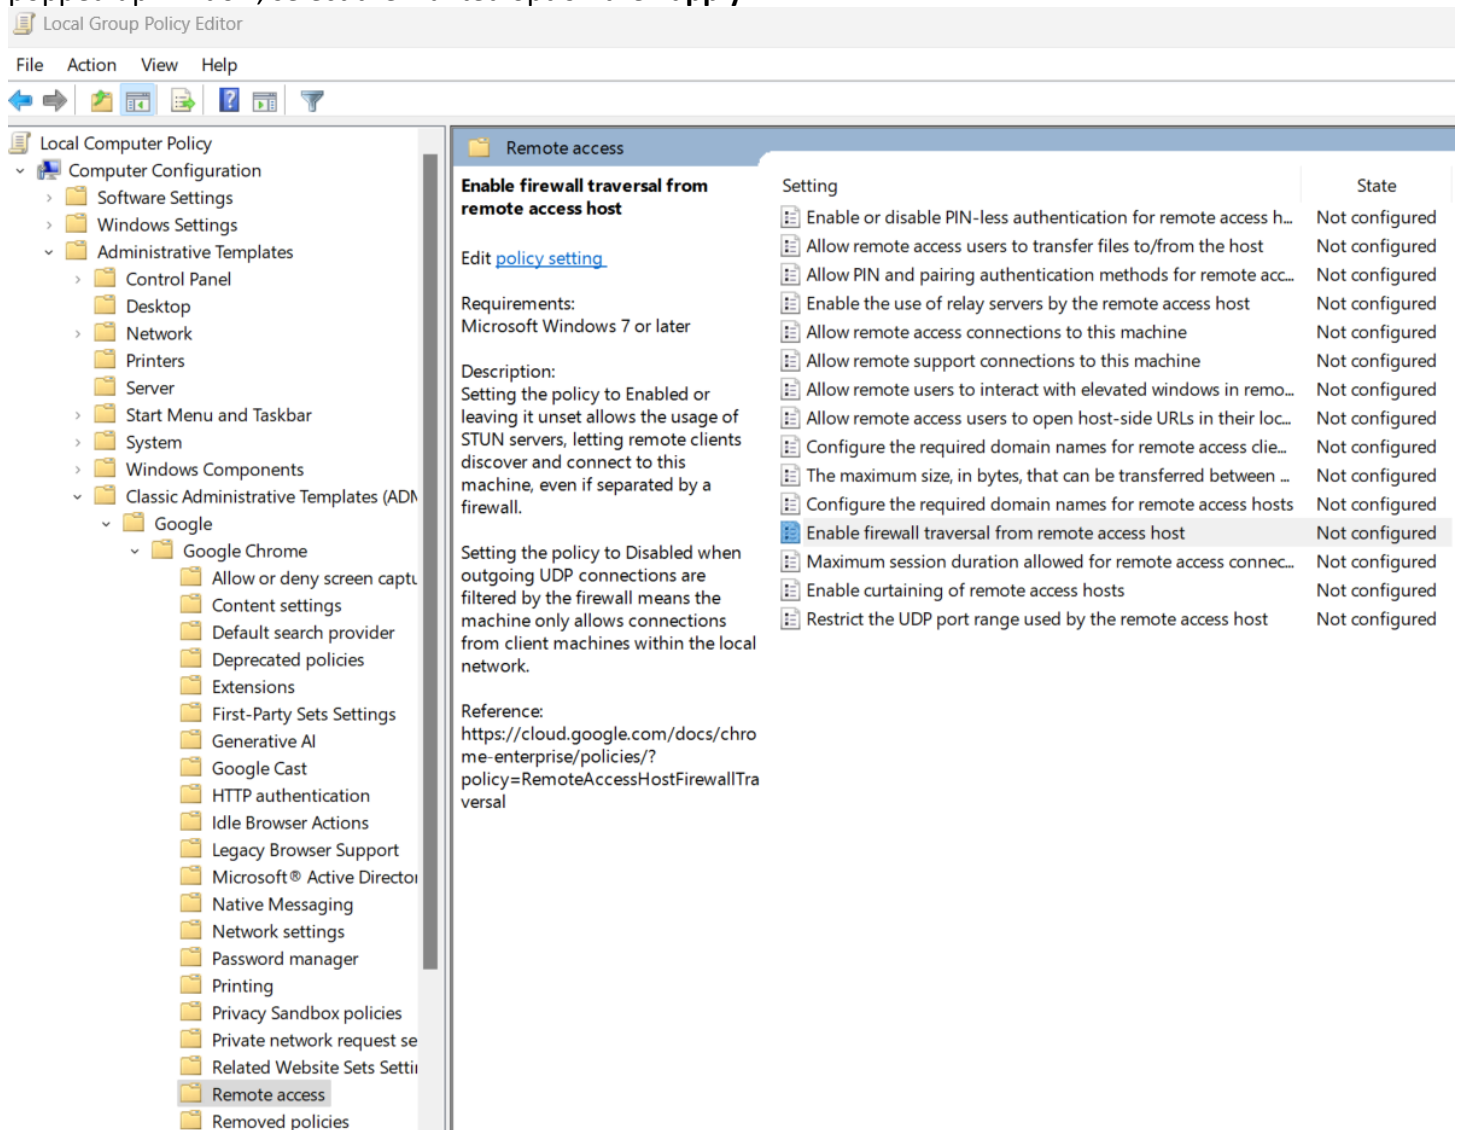 Local Group Policy Editor
File Action View Help
Local Computer Policy
Computer Configuration
Software Settings
Windows Settings
Administrative Templates
Control Panel
Desktop
Network
Printers
Server
Start Menu and Taskbar
System
Windows Components
Classic Administrative Templates (ADM
Google
Google Chrome
Allow or deny screen captu
Content settings
Default search provider
Deprecated policies
Extensions
First-Party Sets Settings
Generative AI
Google Cast
HTTP authentication
Idle Browser Actions
Legacy Browser Support
Microsoft® Active Director
Native Messaging
Network settings
Password manager
Printing
Privacy Sandbox policies
Private network request se
Related Website Sets Settin
Remote access
Removed policies
Remote access
Enable firewall traversal from
remote access host
Edit policy setting
Requirements:
Microsoft Windows 7 or later
Description:
Setting the policy to Enabled or
leaving it unset allows the usage of
STUN servers, letting remote clients
discover and connect to this
machine, even if separated by a
firewall.
Setting the policy to Disabled when
outgoing UDP connections are
filtered by the firewall means the
machine only allows connections
from client machines within the local
network.
Reference:
https://cloud.google.com/docs/chro
me-enterprise/policies/?
policy=RemoteAccessHostFirewallTra
versal
Setting State
Enable or disable PIN-less authentication for remote access h... Not configured
Allow remote access users to transfer files to/from the host Not configured
Allow PIN and pairing authentication methods for remote acc... Not configured
Enable the use of relay servers by the remote access host Not configured
Allow remote access connections to this machine Not configured
Allow remote support connections to this machine Not configured
Allow remote users to interact with elevated windows in remo... Not configured
Allow remote access users to open host-side URLs in their loc... Not configured
Configure the required domain names for remote access clie... Not configured
The maximum size, in bytes, that can be transferred between ... Not configured
Configure the required domain names for remote access hosts Not configured
Enable firewall traversal from remote access host Not configured
Maximum session duration allowed for remote access connec... Not configured
Enable curtaining of remote access hosts Not configured
Restrict the UDP port range used by the remote access host Not configured